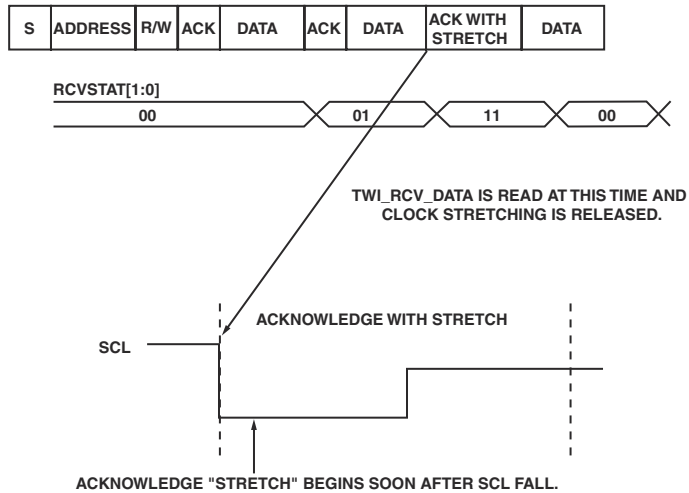 S ADDRESS R/W ACK DATA ACK DATA ACK WITH STRETCH DATA
RCVSTAT[1:0]
00 01 11 00
TWI_RCV_DATA IS READ AT THIS TIME AND
CLOCK STRETCHING IS RELEASED.
ACKNOWLEDGE WITH STRETCH
SCL
ACKNOWLEDGE "STRETCH" BEGINS SOON AFTER SCL FALL.